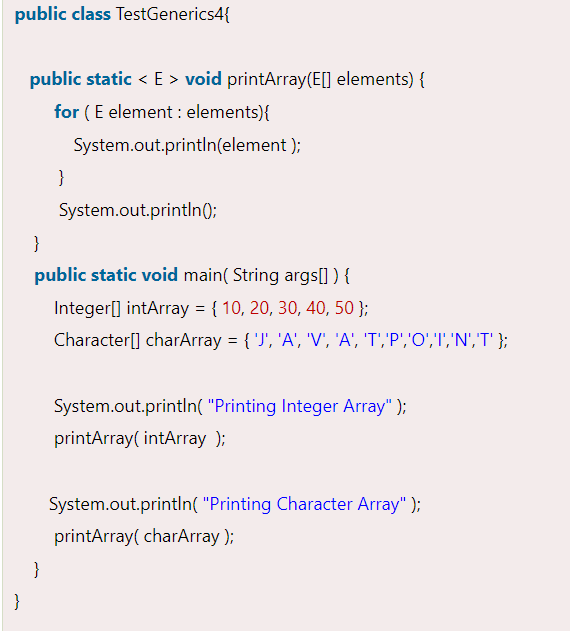 public class TestGenerics4{
public static < E > void printArray(E[] elements) {
for ( E element : elements){
System.out.println(element );
}
System.out.println();
}
public static void main( String args[] ) {
Integer[] intArray = { 10, 20, 30, 40, 50 };
Character[] charArray = { 'J', 'A', 'V', 'A', 'T','P','O','I','N','T' };
System.out.println( "Printing Integer Array" );
printArray( intArray  );
System.out.println( "Printing Character Array" );
printArray( charArray );
}
}